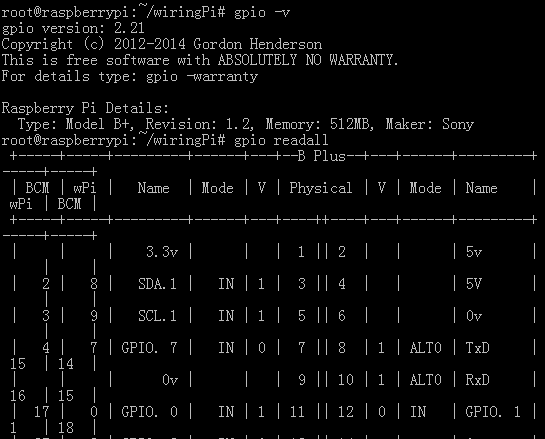 root@raspberrypi:~/wiringPi# gpio -v
gpio version: 2.21
Copyright (c) 2012-2014 Gordon Henderson
This is free software with ABSOLUTELY NO WARRANTY.
For details type: gpio -warranty

Raspberry Pi Details:
  Type: Model B+, Revision: 1.2, Memory: 512MB, Maker: Sony
root@raspberrypi:~/wiringPi# gpio readall
 +-----+-----+---------+------+---+--B Plus--+---+------+---------+-----+-----+
 | BCM | wPi |   Name  | Mode | V | Physical | V | Mode | Name    |
 wPi | BCM |
 +-----+-----+---------+------+---+----++----+---+------+---------+
-----+-----+
 |     |     |    3.3v |      |   |  1 || 2  |   |      | 5v      |
     |     |
 |   2 |   8 |   SDA.1 |   IN | 1 |  3 || 4  |   |      | 5V      |
     |     |
 |   3 |   9 |   SCL.1 |   IN | 1 |  5 || 6  |   |      | 0v      |
     |     |
 |   4 |   7 | GPIO. 7 |   IN | 0 |  7 || 8  | 1 | ALT0 | TxD     |
 15  | 14  |
 |     |     |      0v |      |   |  9 || 10 | 1 | ALT0 | RxD     |
 16  | 15  |
 |  17 |   0 | GPIO. 0 |   IN | 1 | 11 || 12 | 0 | IN   | GPIO. 1 |
 1   | 18  |